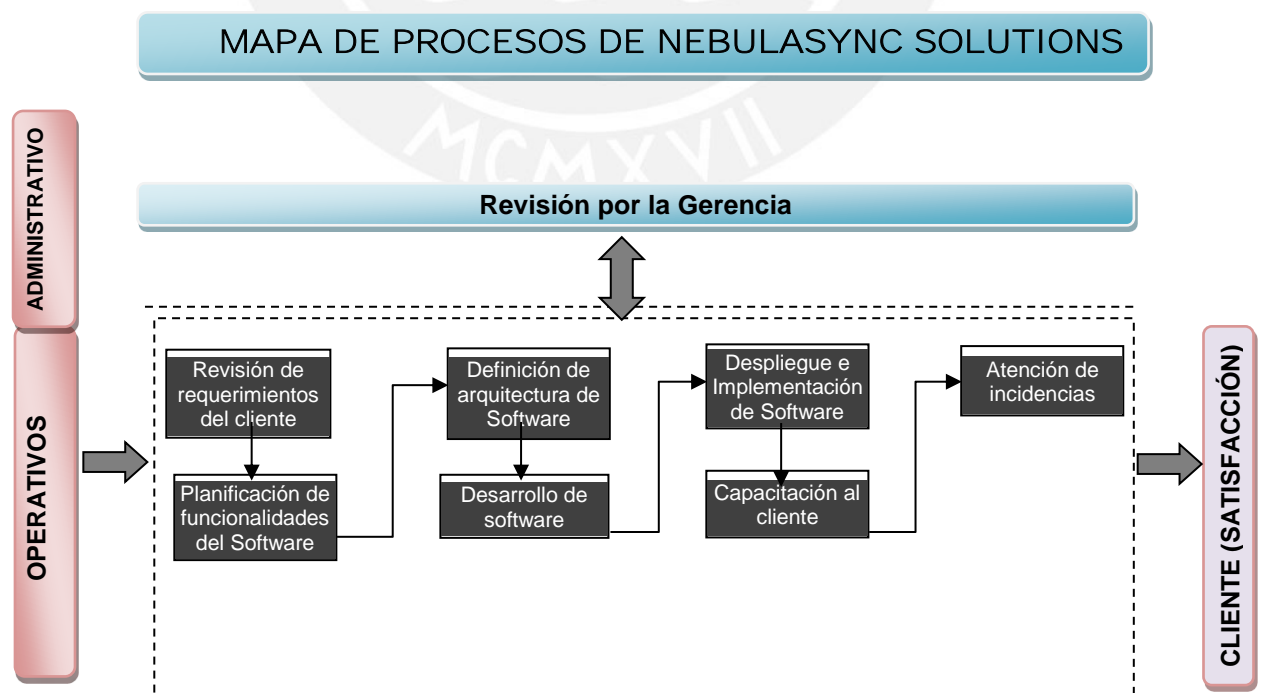 MAPA DE PROCESOS DE NEBULASYNC SOLUTIONS
MCMXVII
ADMINISTRATIVO
Revisión por la Gerencia
OPERATIVOS
Revisión de
requerimientos
del cliente
Planificación de
funcionalidades
del Software
Definición de
arquitectura de
Software
Desarrollo de
software
Despliegue e
Implementación
de Software
Capacitación al
cliente
Atención de
incidencias
CLIENTE (SATISFACCIÓN)